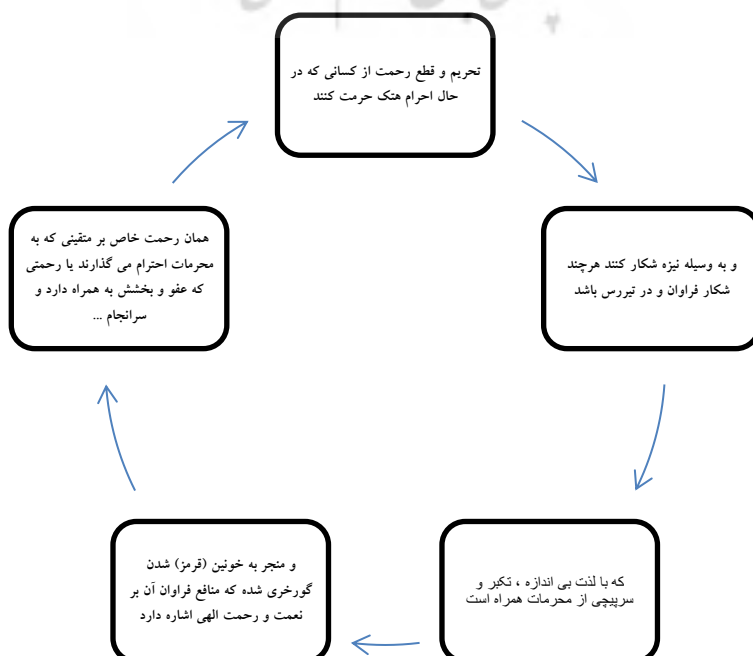 تحریم و قطع رحمت از کسانی که در
حال احرام هتک حرمت کنند
و به وسیله نیزه شکار کنند هرچند
شکار فراوان و در تیررس باشد
که با لذت بی اندازه ، تکبر و
سرپیچی از محرمات همراه است
و منجر به خونین (قرمز) شدن
گورخری شده که منافع فراوان آن بر
نعمت و رحمت الهی اشاره دارد
همان رحمت خاص بر متقینی که به
محرمات احترام می گذارند یا رحمتی
که عفو و بخشش به همراه دارد و
سرانجام ...